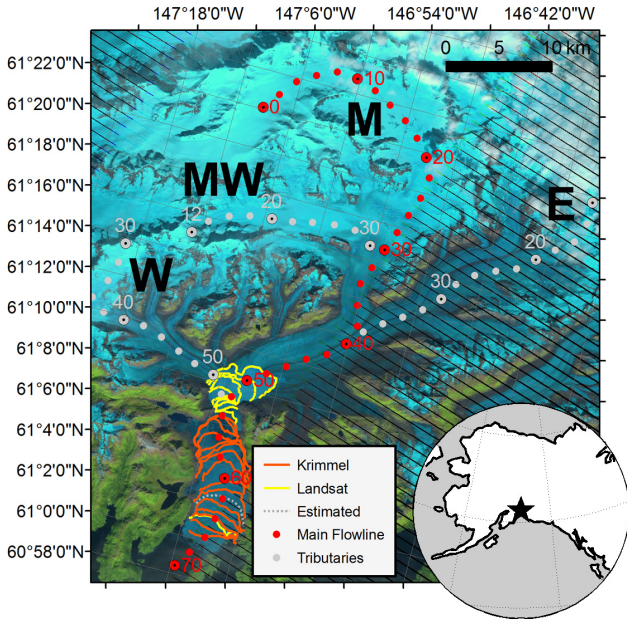 147°18'0"W 147°6'0"W 146°54'0"W 146°42'0"W
0 5 10 km
61°22'0"N
61°20'0"N
61°18'0"N
61°16'0"N
61°14'0"N
61°12'0"N
61°10'0"N
61°8'0"N
61°6'0"N
61°4'0"N
61°2'0"N
61°0'0"N
60°58'0"N
0
10
M
20
MW
12
20
30
30
E
20
30
W
30
40
40
50
50
60
70
Krimmel
Landsat
Estimated
Main Flowline
Tributaries